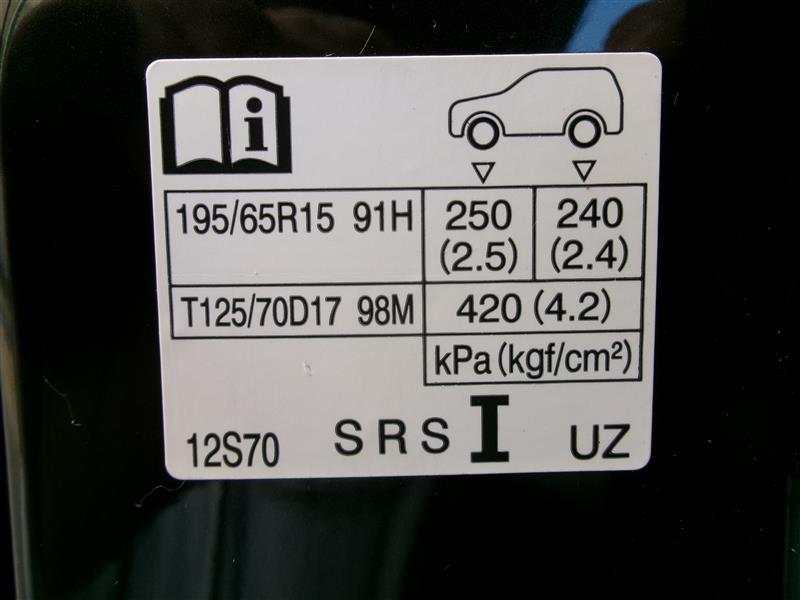 i
195/65R15 91H 250 (2.5) 240 (2.4)
T125/70D17 98M 420 (4.2)
kPa (kgf/cm²)
12S70 SRS I UZ